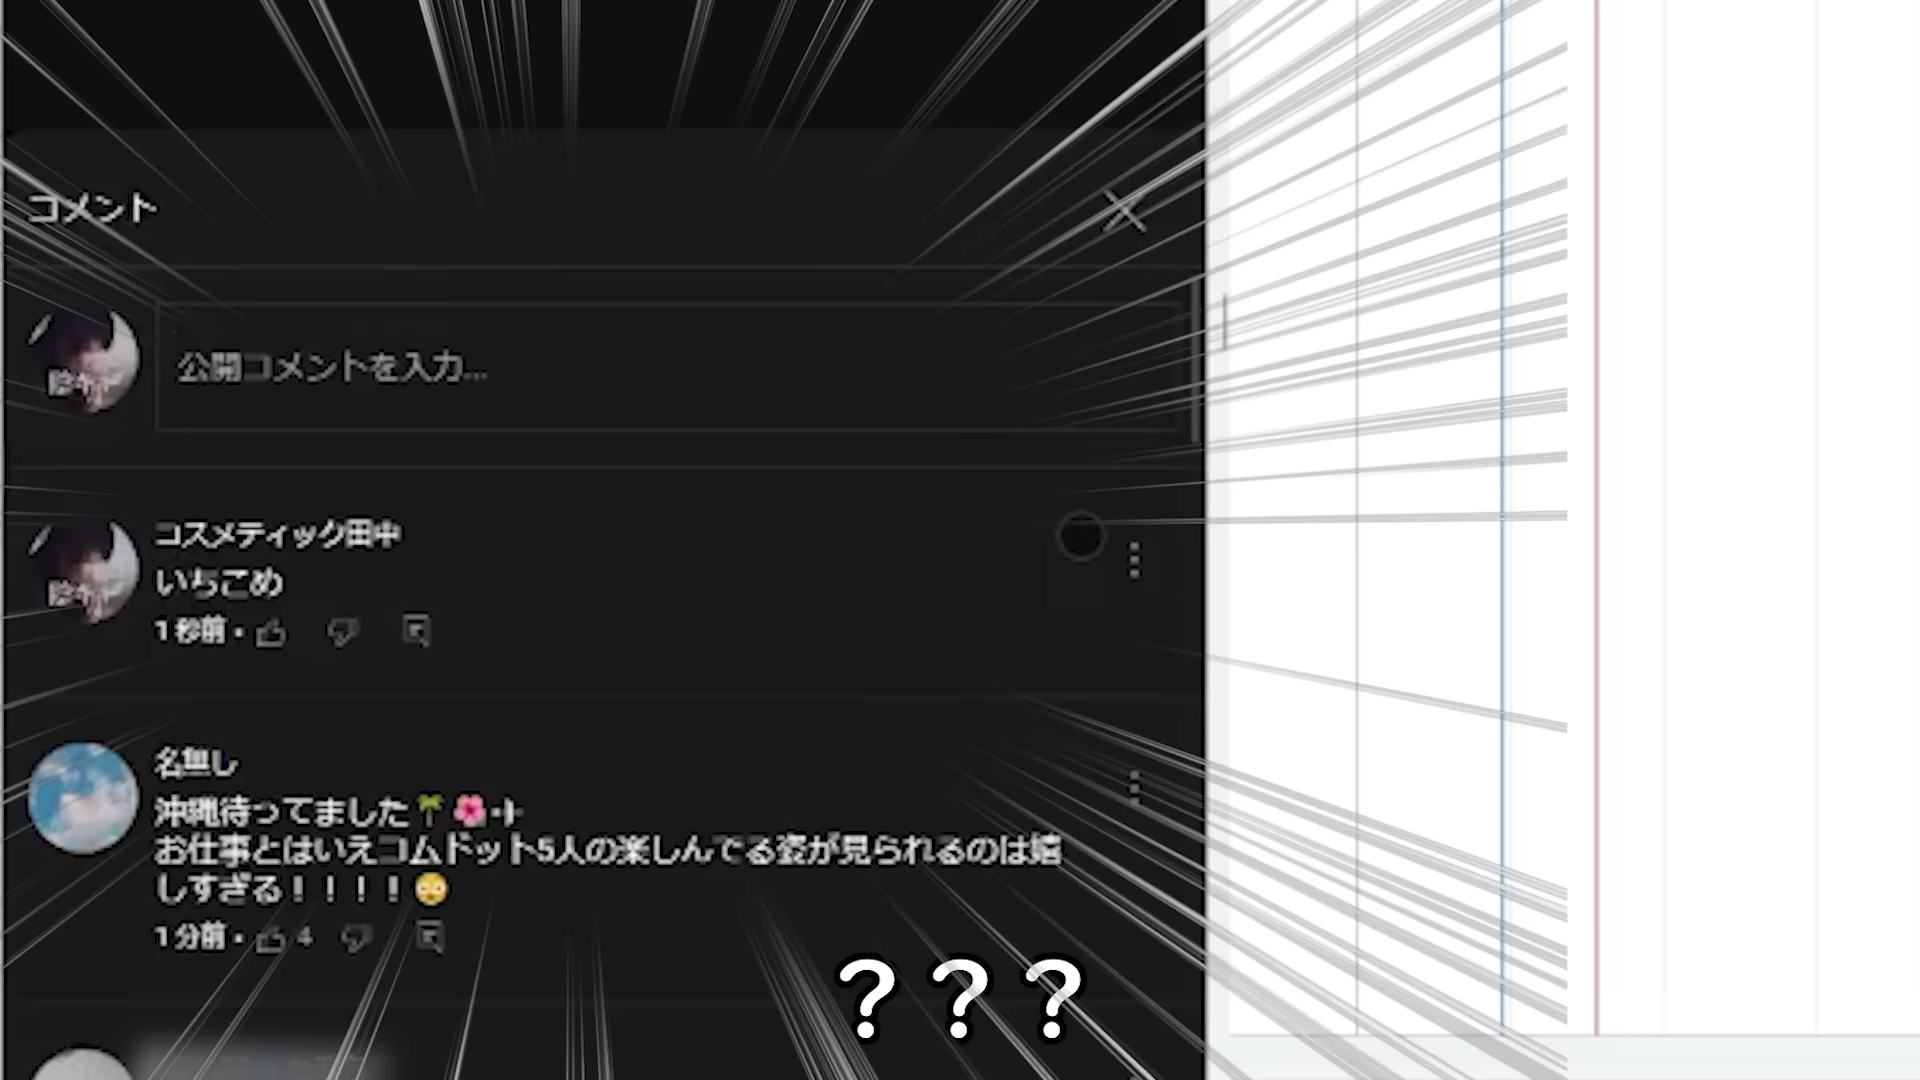 コメント
公開コメントを入力...
コスメティック田中
いちこめ
1 秒前・
名無し
沖縄待ってました🌴🌺
お仕事とはいえコムドット5人の楽しんでる姿が見られるのは嬉
しすぎる！！！！😳
1 分前・ 4
？？？